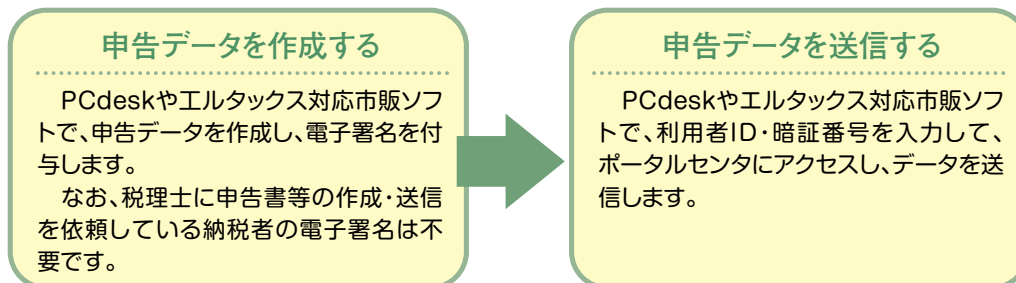 申告データを作成する
　PCdeskやエルタックス対応市販ソフ
トで、申告データを作成し、電子署名を付
与します。
　なお、税理士に申告書等の作成・送信
を依頼している納税者の電子署名は不
要です。
申告データを送信する
　PCdeskやエルタックス対応市販ソフ
トで、利用者ID・暗証番号を入力して、
ポータルセンタにアクセスし、データを送
信します。